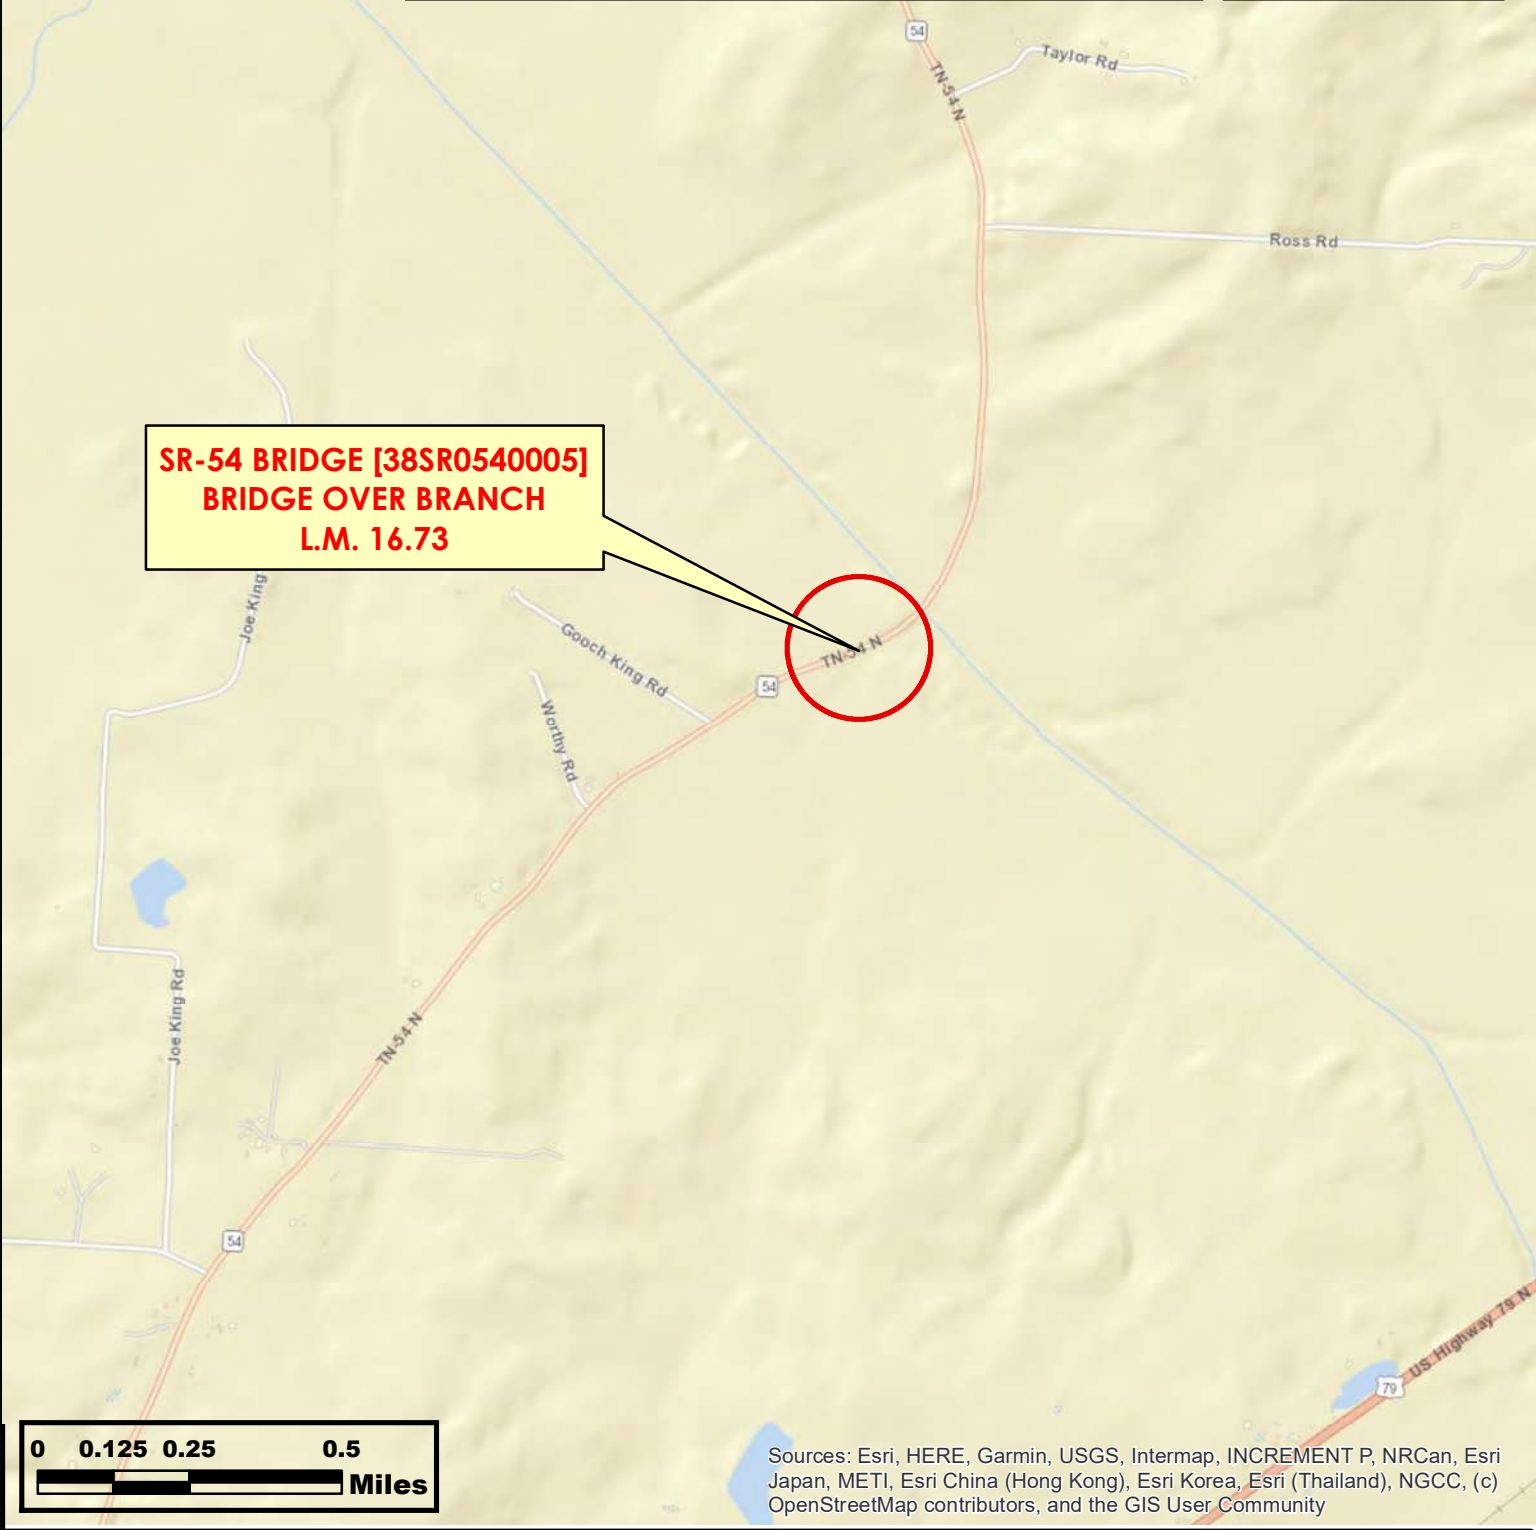 54
Taylor Rd
TN-54 N
Ross Rd
SR-54 BRIDGE [38SR0540005]
BRIDGE OVER BRANCH
L.M. 16.73
Joe King
Gooch King Rd
TN-54 N
54
Worthy Rd
Joe King Rd
TN-54 N
54
US Highway 79 N
79
0 0.125 0.25 0.5
Miles
Sources: Esri, HERE, Garmin, USGS, Intermap, INCREMENT P, NRCan, Esri
Japan, METI, Esri China (Hong Kong), Esri Korea, Esri (Thailand), NGCC, (c)
OpenStreetMap contributors, and the GIS User Community